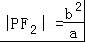 |PF₂| = b²/a